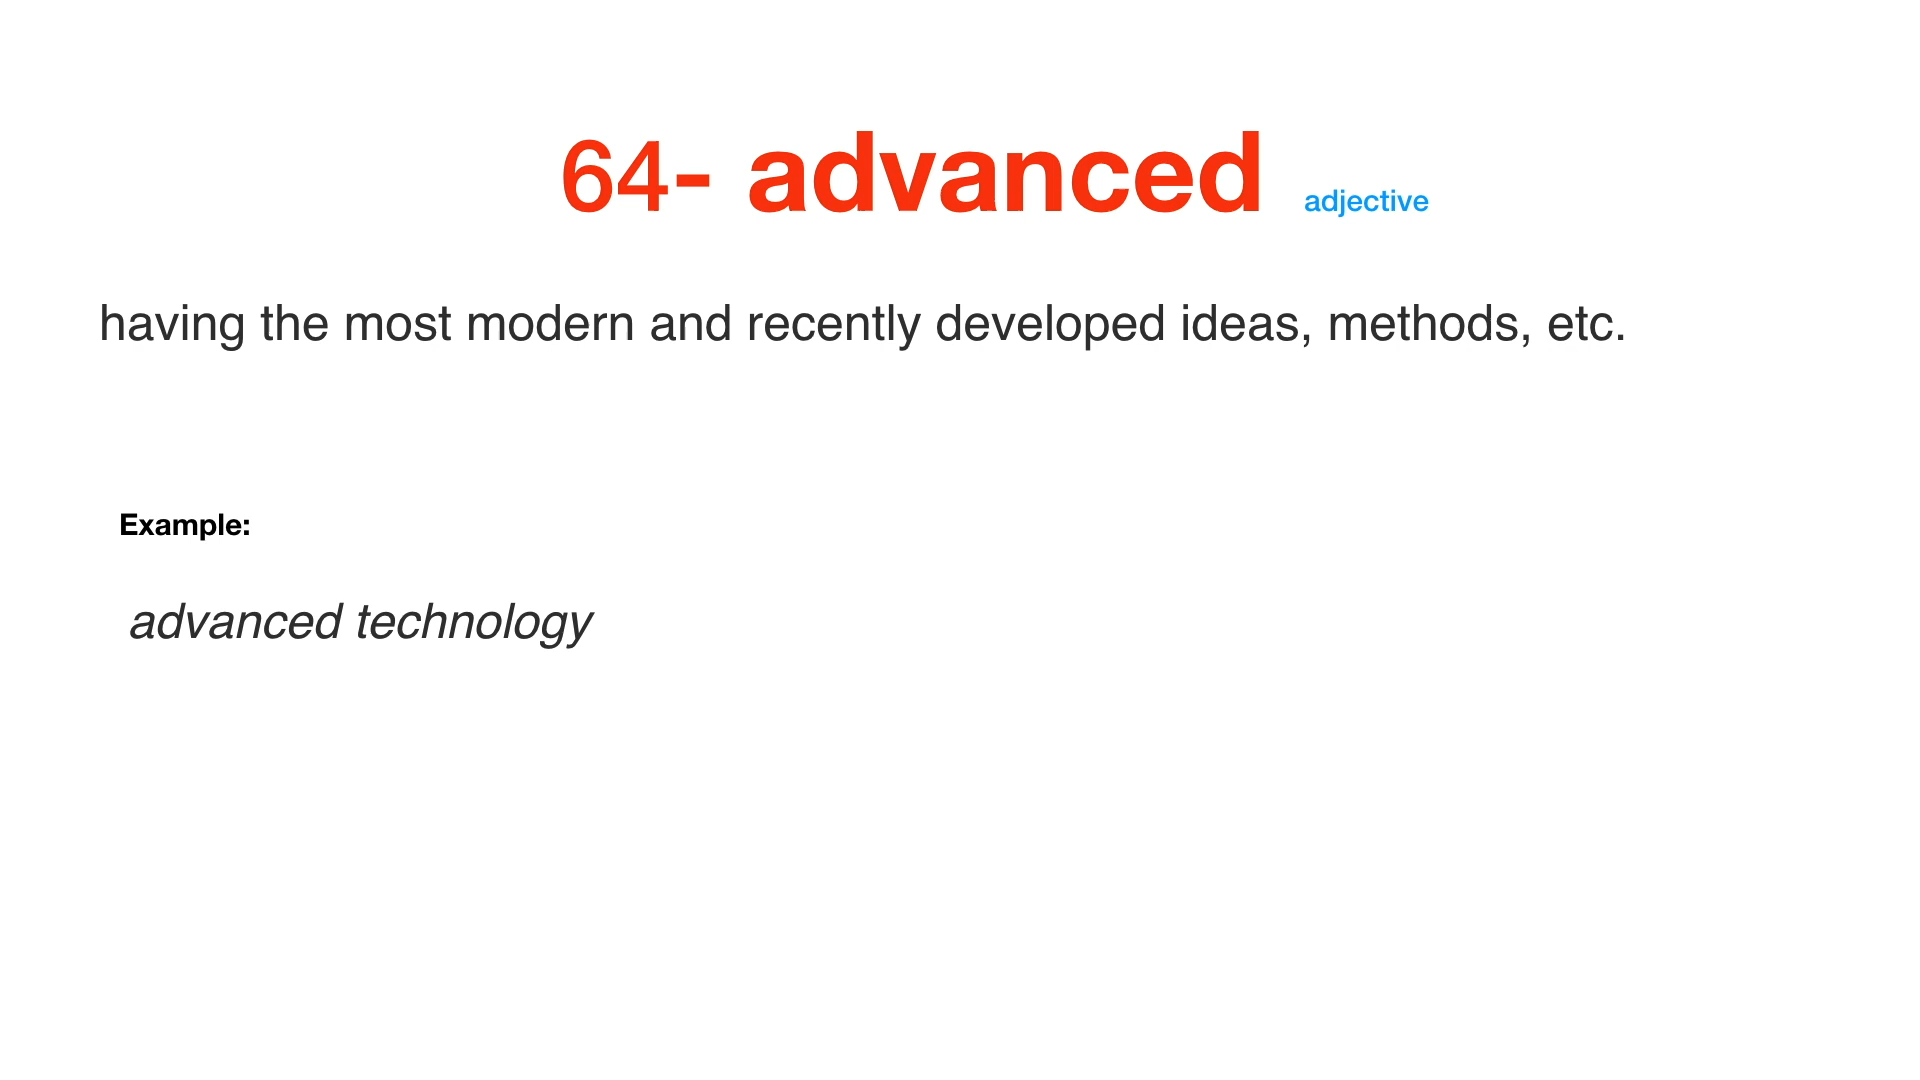 64- advanced adjective
having the most modern and recently developed ideas, methods, etc.
Example:
advanced technology